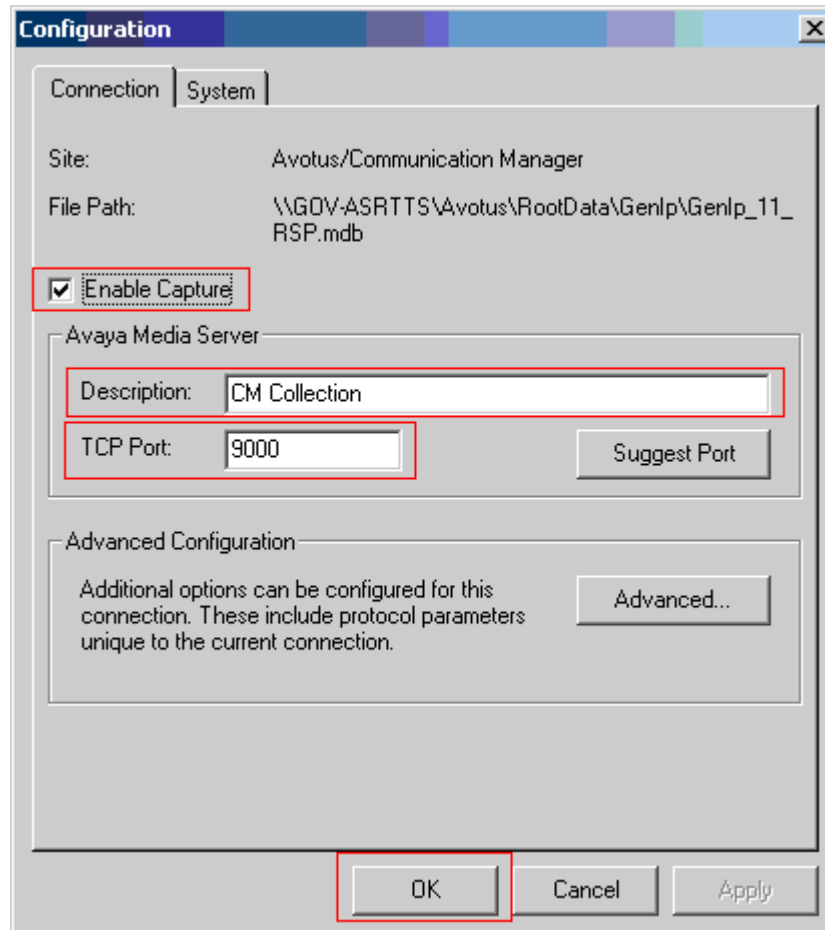 Configuration
Connection
System
Site: Avotus/Communication Manager
File Path: \\GOV-ASRTTS\Avotus\RootData\GenIp\GenIp_11_
RSP.mdb
Enable Capture
Avaya Media Server
Description: CM Collection
TCP Port: 9000
Suggest Port
Advanced Configuration
Additional options can be configured for this
connection. These include protocol parameters
unique to the current connection.
Advanced...
OK
Cancel
Apply